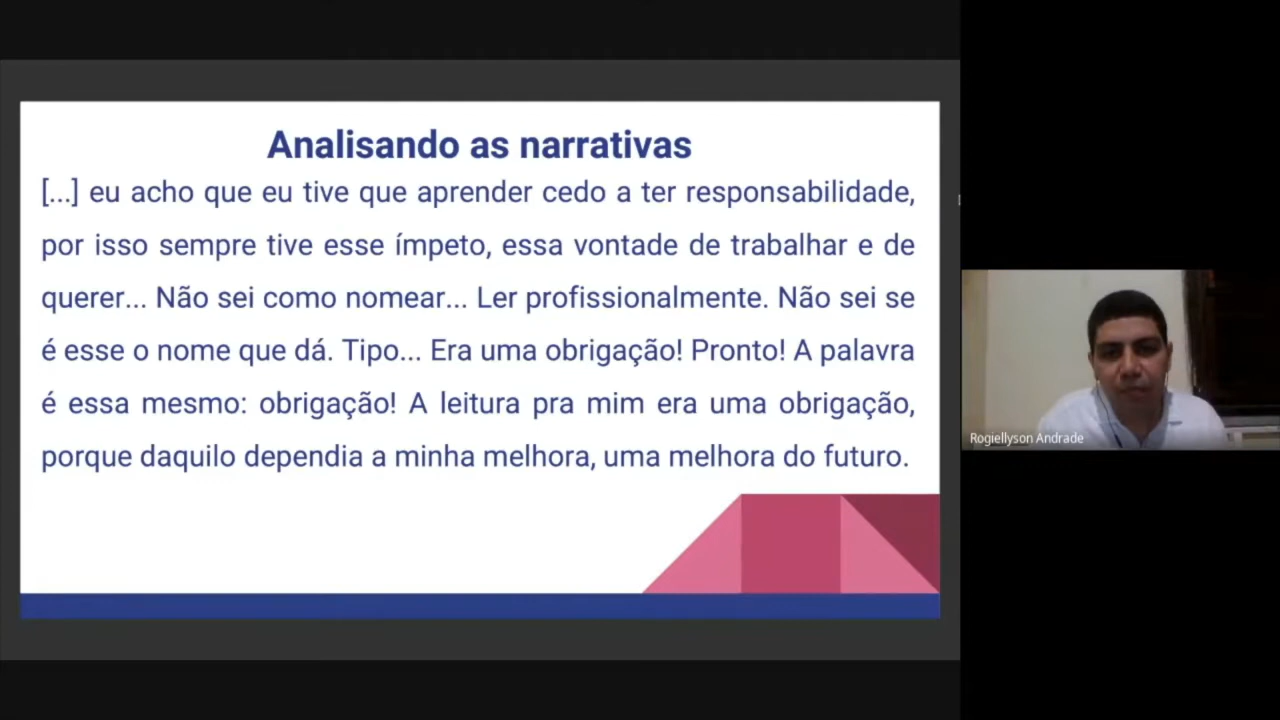 Analisando as narrativas
[...] eu acho que eu tive que aprender cedo a ter responsabilidade,
por isso sempre tive esse ímpeto, essa vontade de trabalhar e de
querer... Não sei como nomear... Ler profissionalmente. Não sei se
é esse o nome que dá. Tipo... Era uma obrigação! Pronto! A palavra
é essa mesmo: obrigação! A leitura pra mim era uma obrigação,
porque daquilo dependia a minha melhora, uma melhora do futuro.
Rogiellyson Andrade